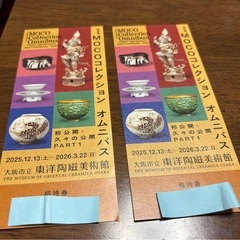 MOCO
Collection
Omnibus
MOCOコレクション オムニバス
初公開・
久々の公開
PART1
2025.12.13(土)−2026.3.22(日)
大阪市立 東洋陶磁美術館
THE MUSEUM OF ORIENTAL CERAMICS, OSAKA
招待券
MOCO
Collection
Omnibus
MOCOコレクション オムニバス
初公開・
久々の公開
PART1
2025.12.13(土)−2026.3.22(日)
大阪市立 東洋陶磁美術館
THE MUSEUM OF ORIENTAL CERAMICS, OSAKA
招待券